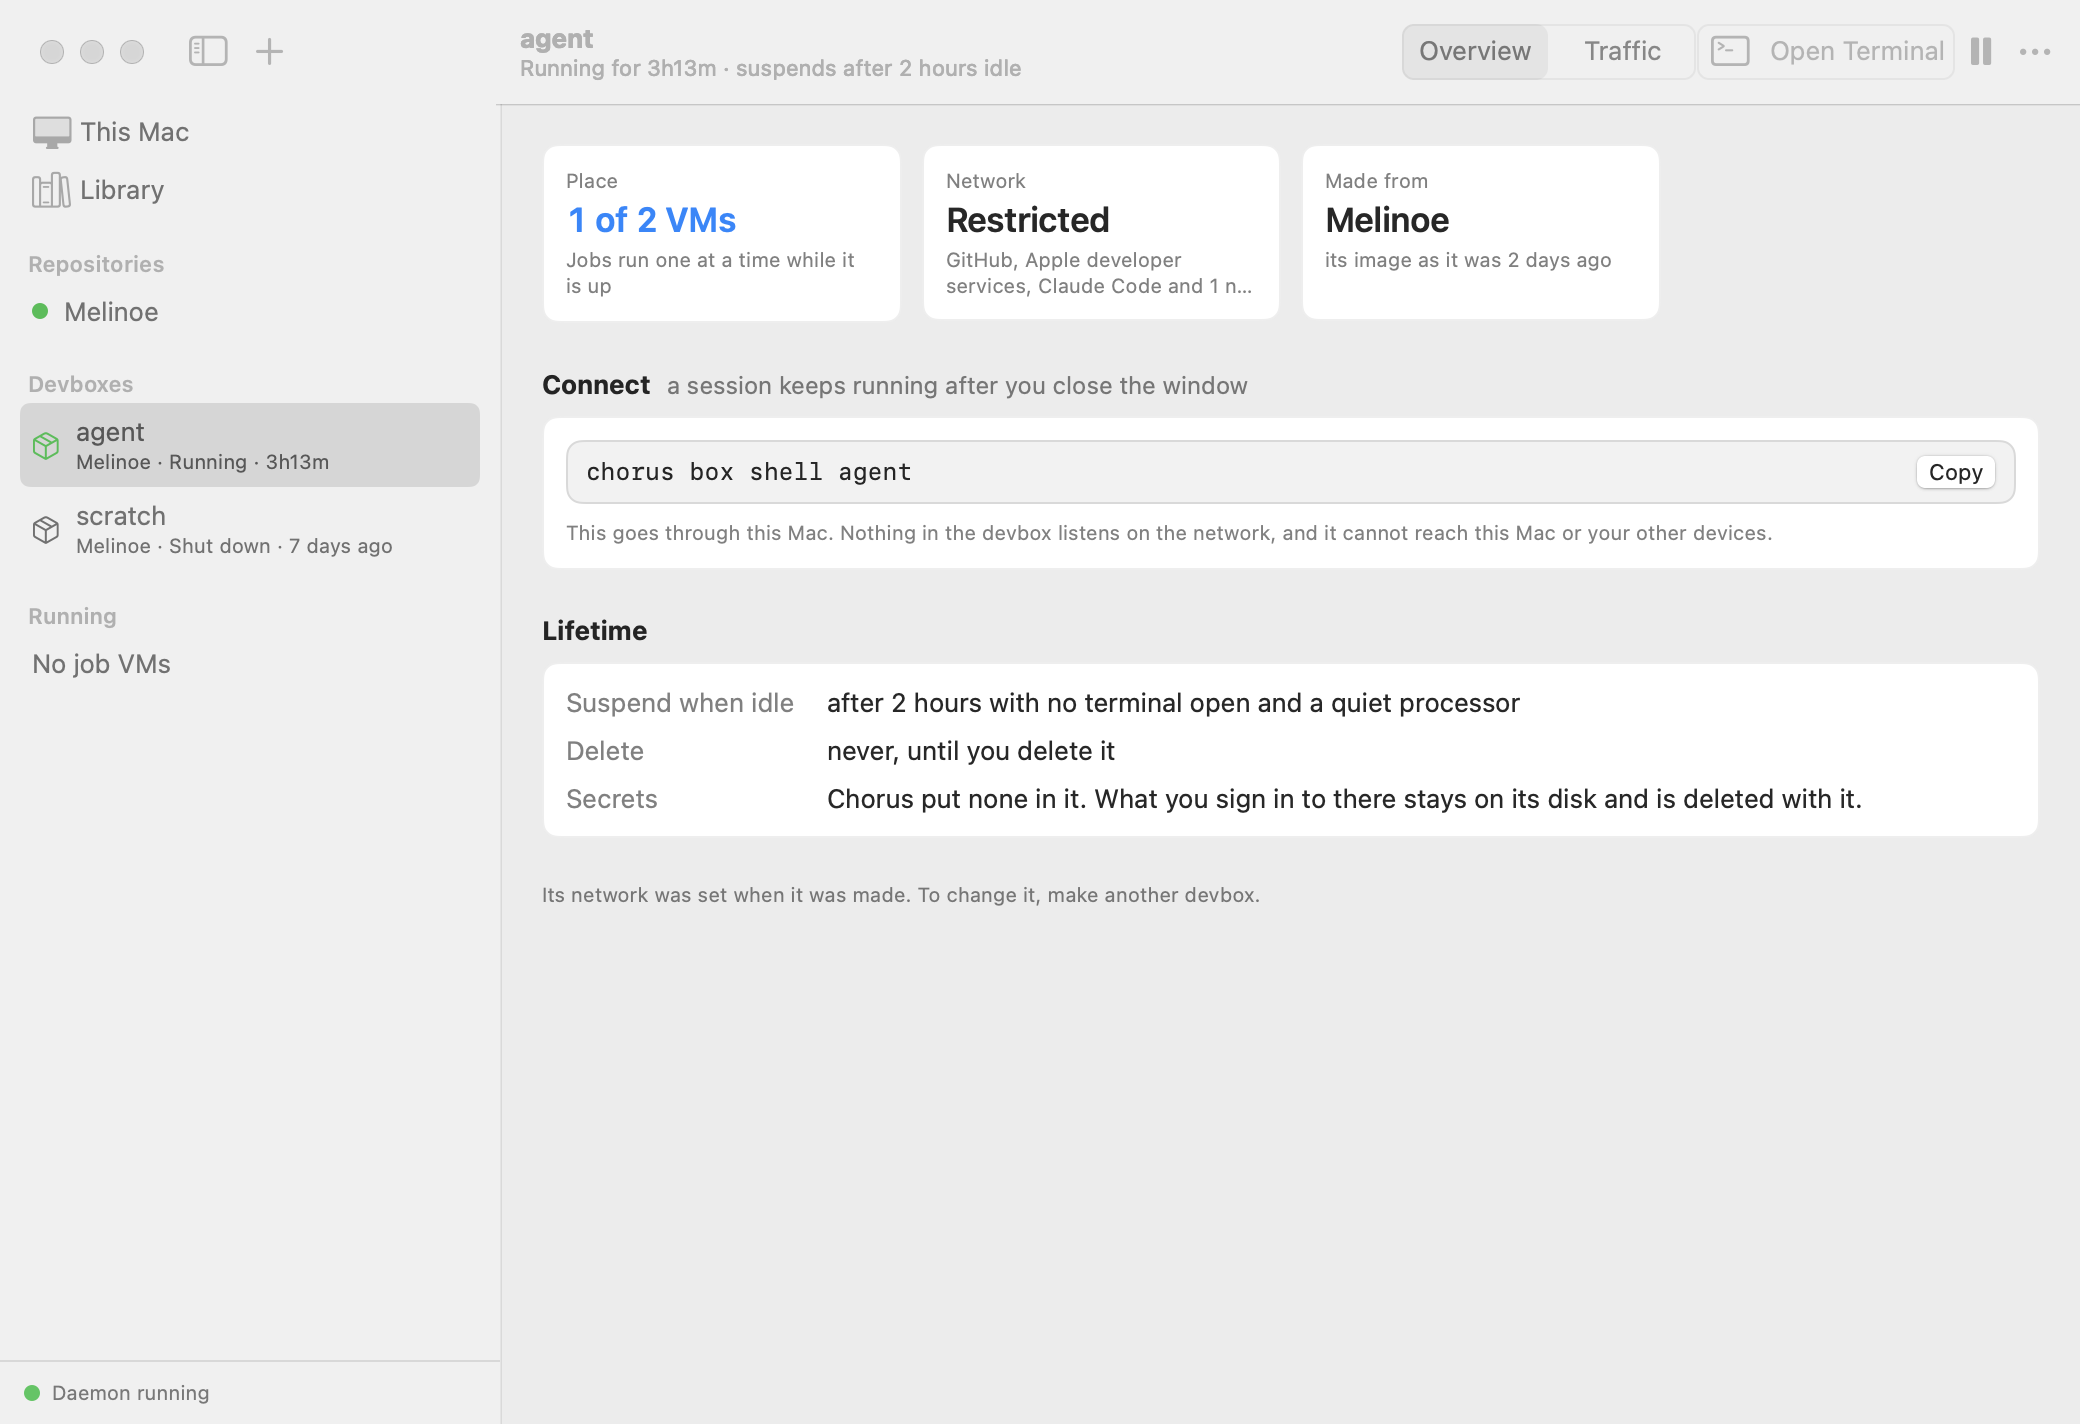 agent
Running for 3h13m · suspends after 2 hours idle
Overview
Traffic
Open Terminal
This Mac
Library
Repositories
Melinoe
Devboxes
agent
Melinoe · Running · 3h13m
scratch
Melinoe · Shut down · 7 days ago
Running
No job VMs
Daemon running
Place
1 of 2 VMs
Jobs run one at a time while it
is up
Network
Restricted
GitHub, Apple developer
services, Claude Code and 1 n...
Made from
Melinoe
its image as it was 2 days ago
Connect a session keeps running after you close the window
chorus box shell agent
Copy
This goes through this Mac. Nothing in the devbox listens on the network, and it cannot reach this Mac or your other devices.
Lifetime
Suspend when idle after 2 hours with no terminal open and a quiet processor
Delete never, until you delete it
Secrets Chorus put none in it. What you sign in to there stays on its disk and is deleted with it.
Its network was set when it was made. To change it, make another devbox.